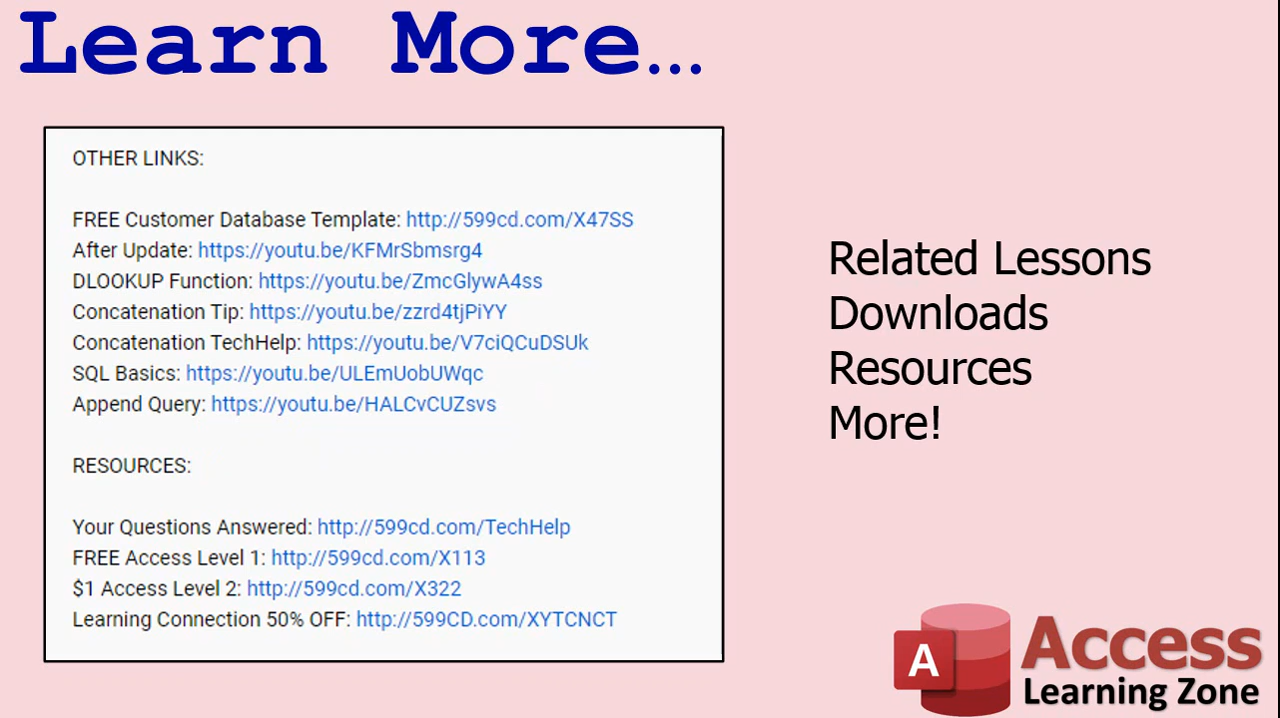 Learn More...
OTHER LINKS:
FREE Customer Database Template: http://599cd.com/X47SS
After Update: https://youtu.be/KFMrSbmsrg4
DLOOKUP Function: https://youtu.be/ZmcGlywA4ss
Concatenation Tip: https://youtu.be/zzrd4tjPiYY
Concatenation TechHelp: https://youtu.be/V7ciQCuDSUk
SQL Basics: https://youtu.be/ULEmUobUWqc
Append Query: https://youtu.be/HALCvCUZsvs
RESOURCES:
Your Questions Answered: http://599cd.com/TechHelp
FREE Access Level 1: http://599cd.com/X113
$1 Access Level 2: http://599cd.com/X322
Learning Connection 50% OFF: http://599CD.com/XYTCNCT
Related Lessons
Downloads
Resources
More!
A
Access
Learning Zone